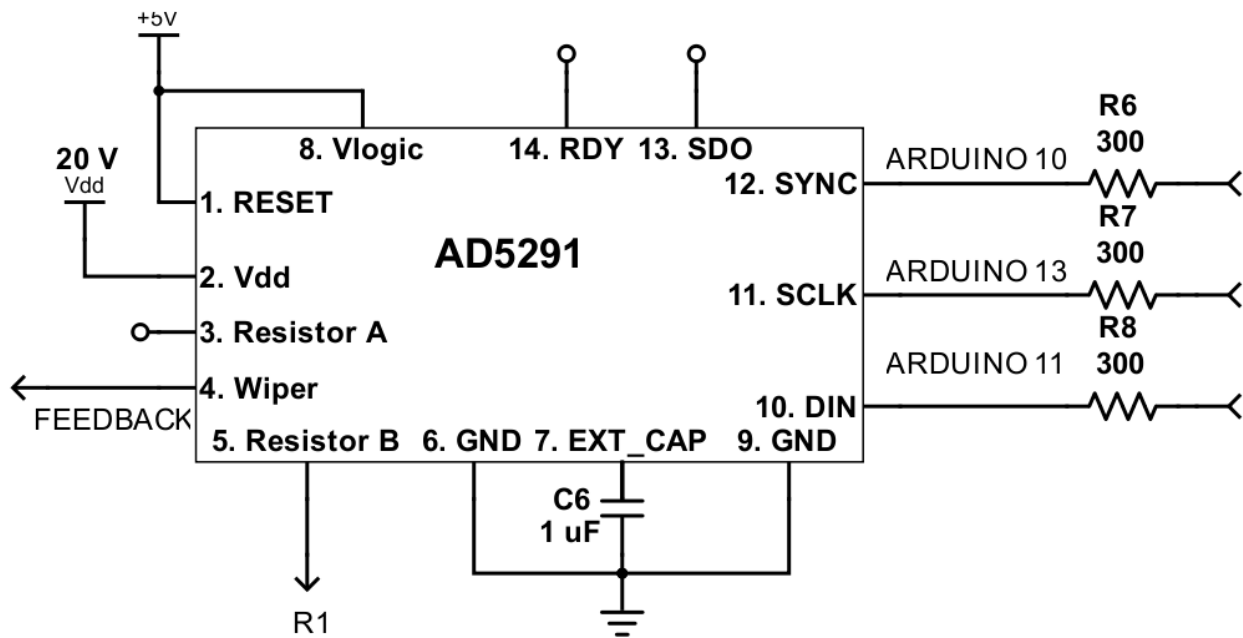 +5V
8. Vlogic
14. RDY
13. SDO
R6
300
20 V
Vdd
12. SYNC
ARDUINO 10
1. RESET
R7
300
AD5291
2. Vdd
11. SCLK
ARDUINO 13
3. Resistor A
R8
300
4. Wiper
ARDUINO 11
FEEDBACK
10. DIN
5. Resistor B
6. GND
7. EXT_CAP
9. GND
C6
1 uF
R1